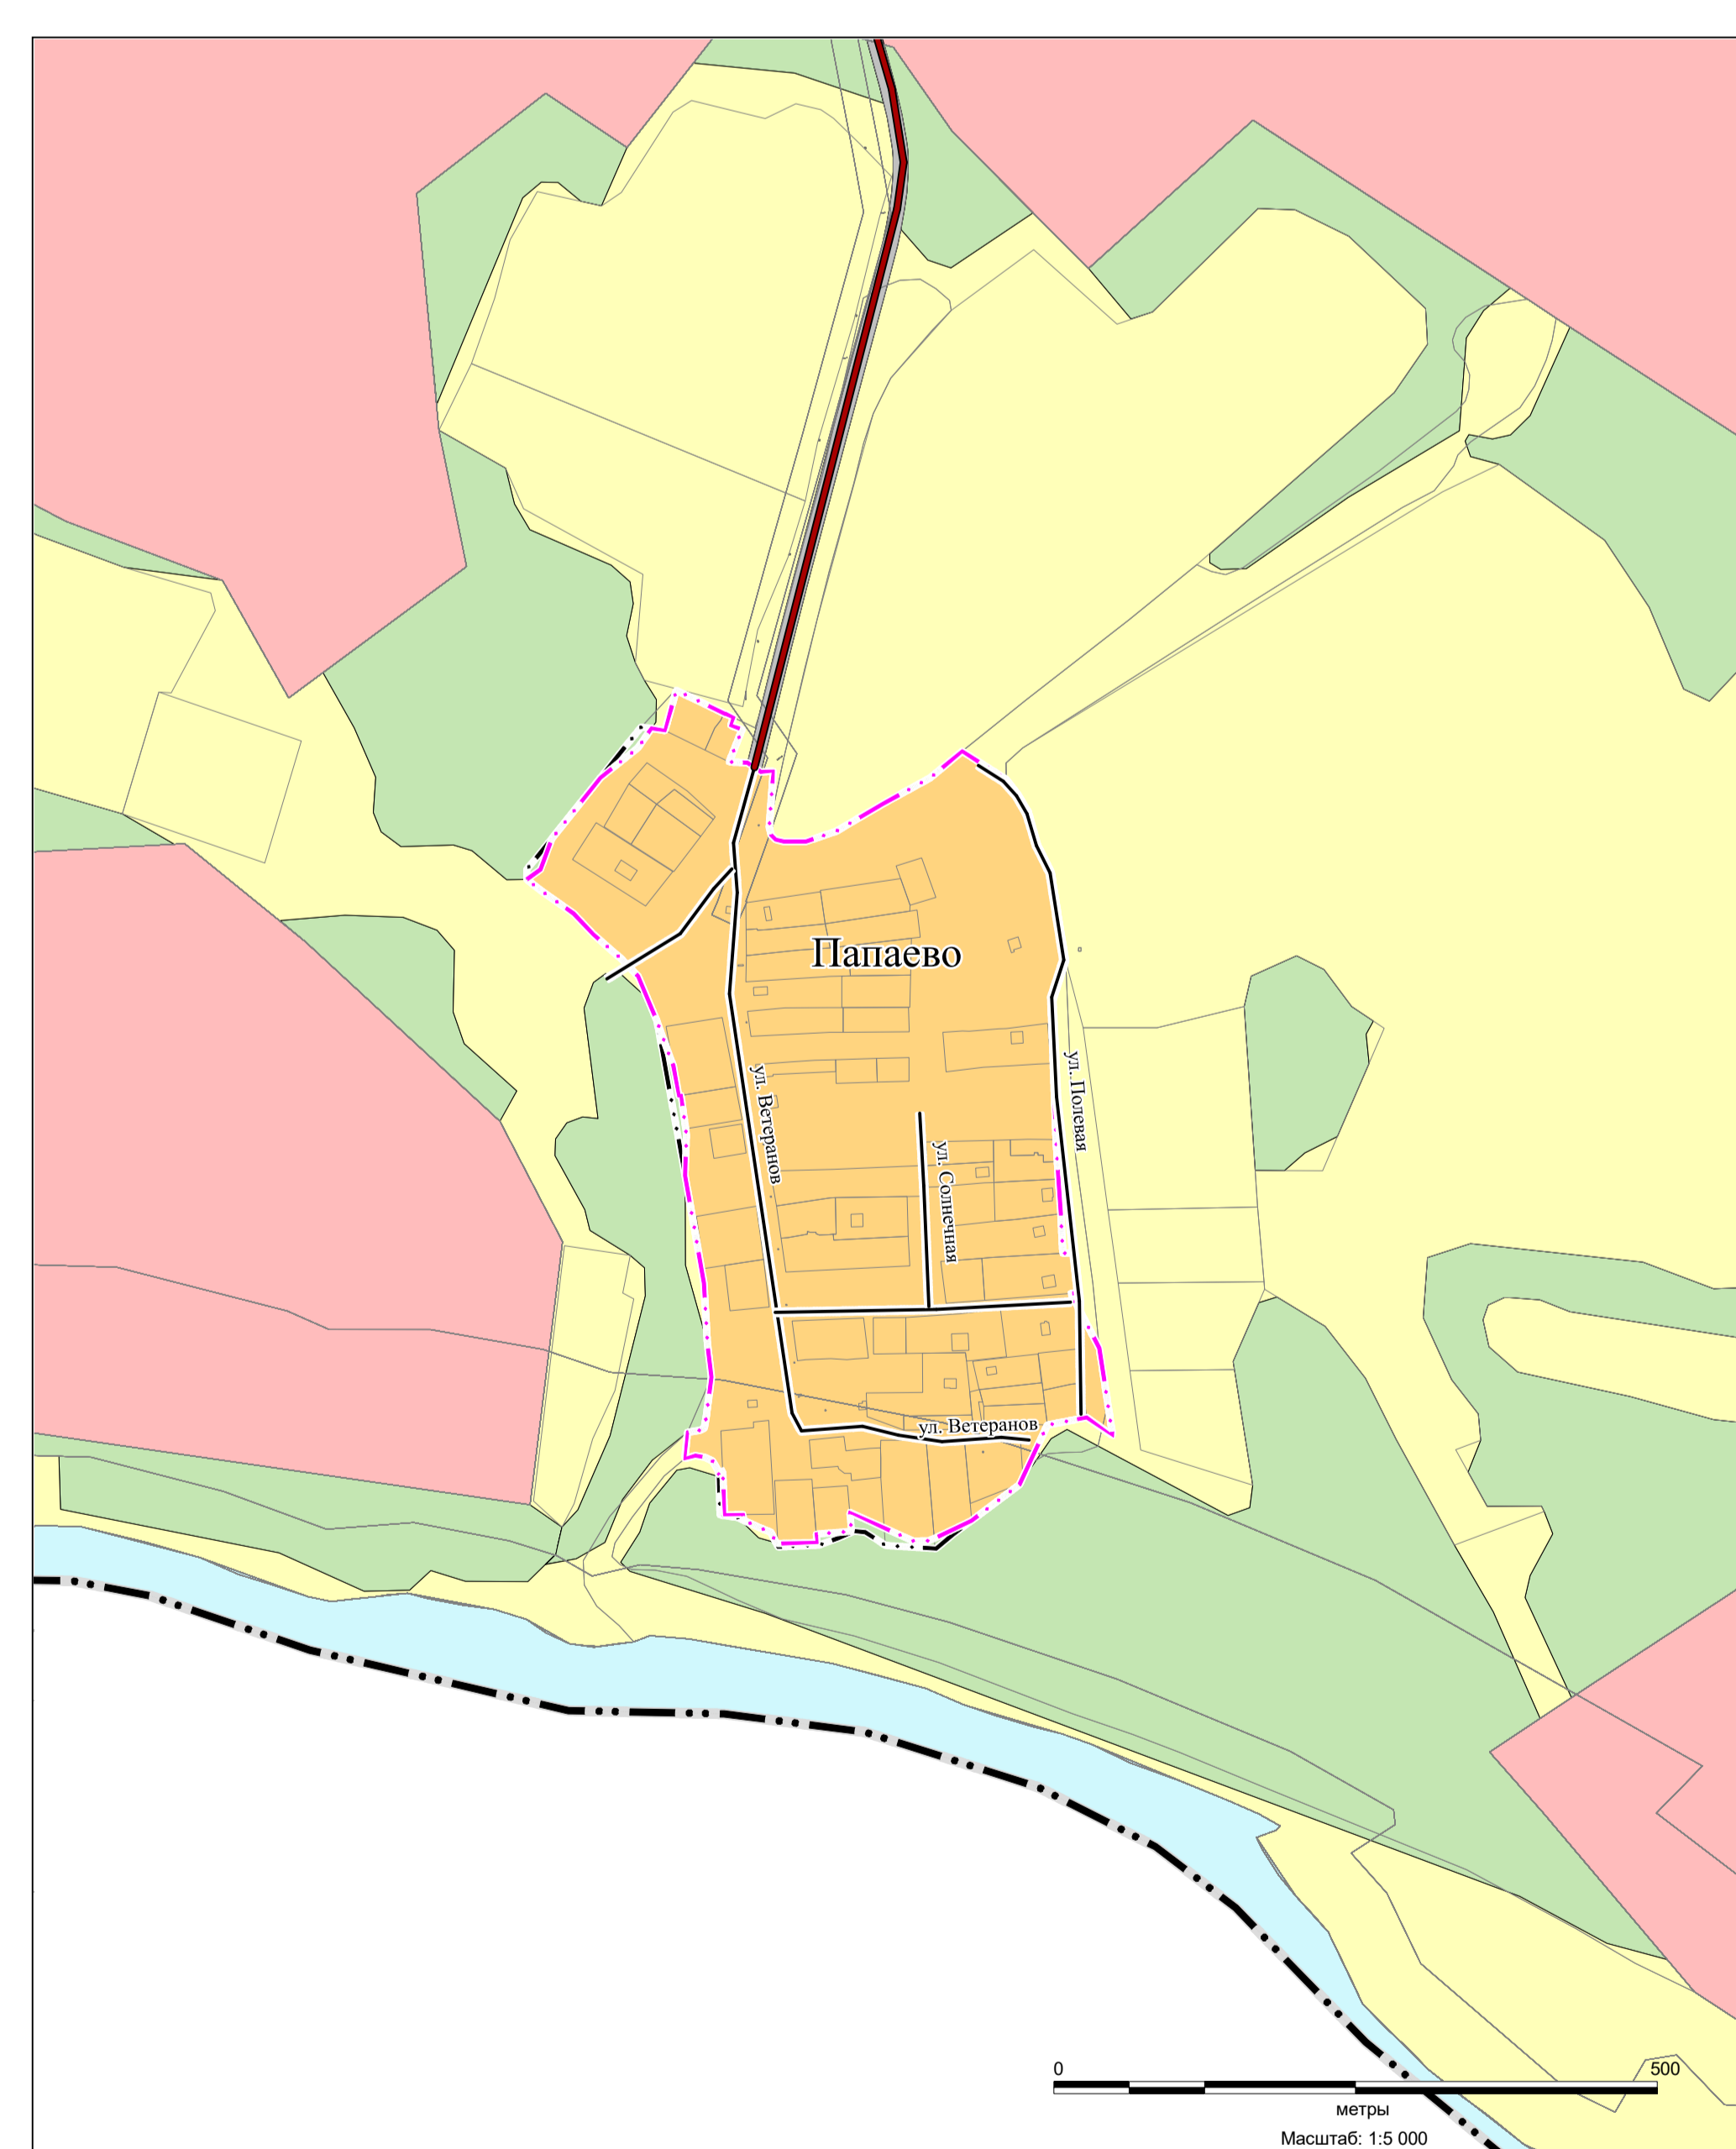 Папаево
ул. Ветеранов
ул. Полевая
ул. Солнечная
ул. Ветеранов
0 500
метры
Масштаб: 1:5 000